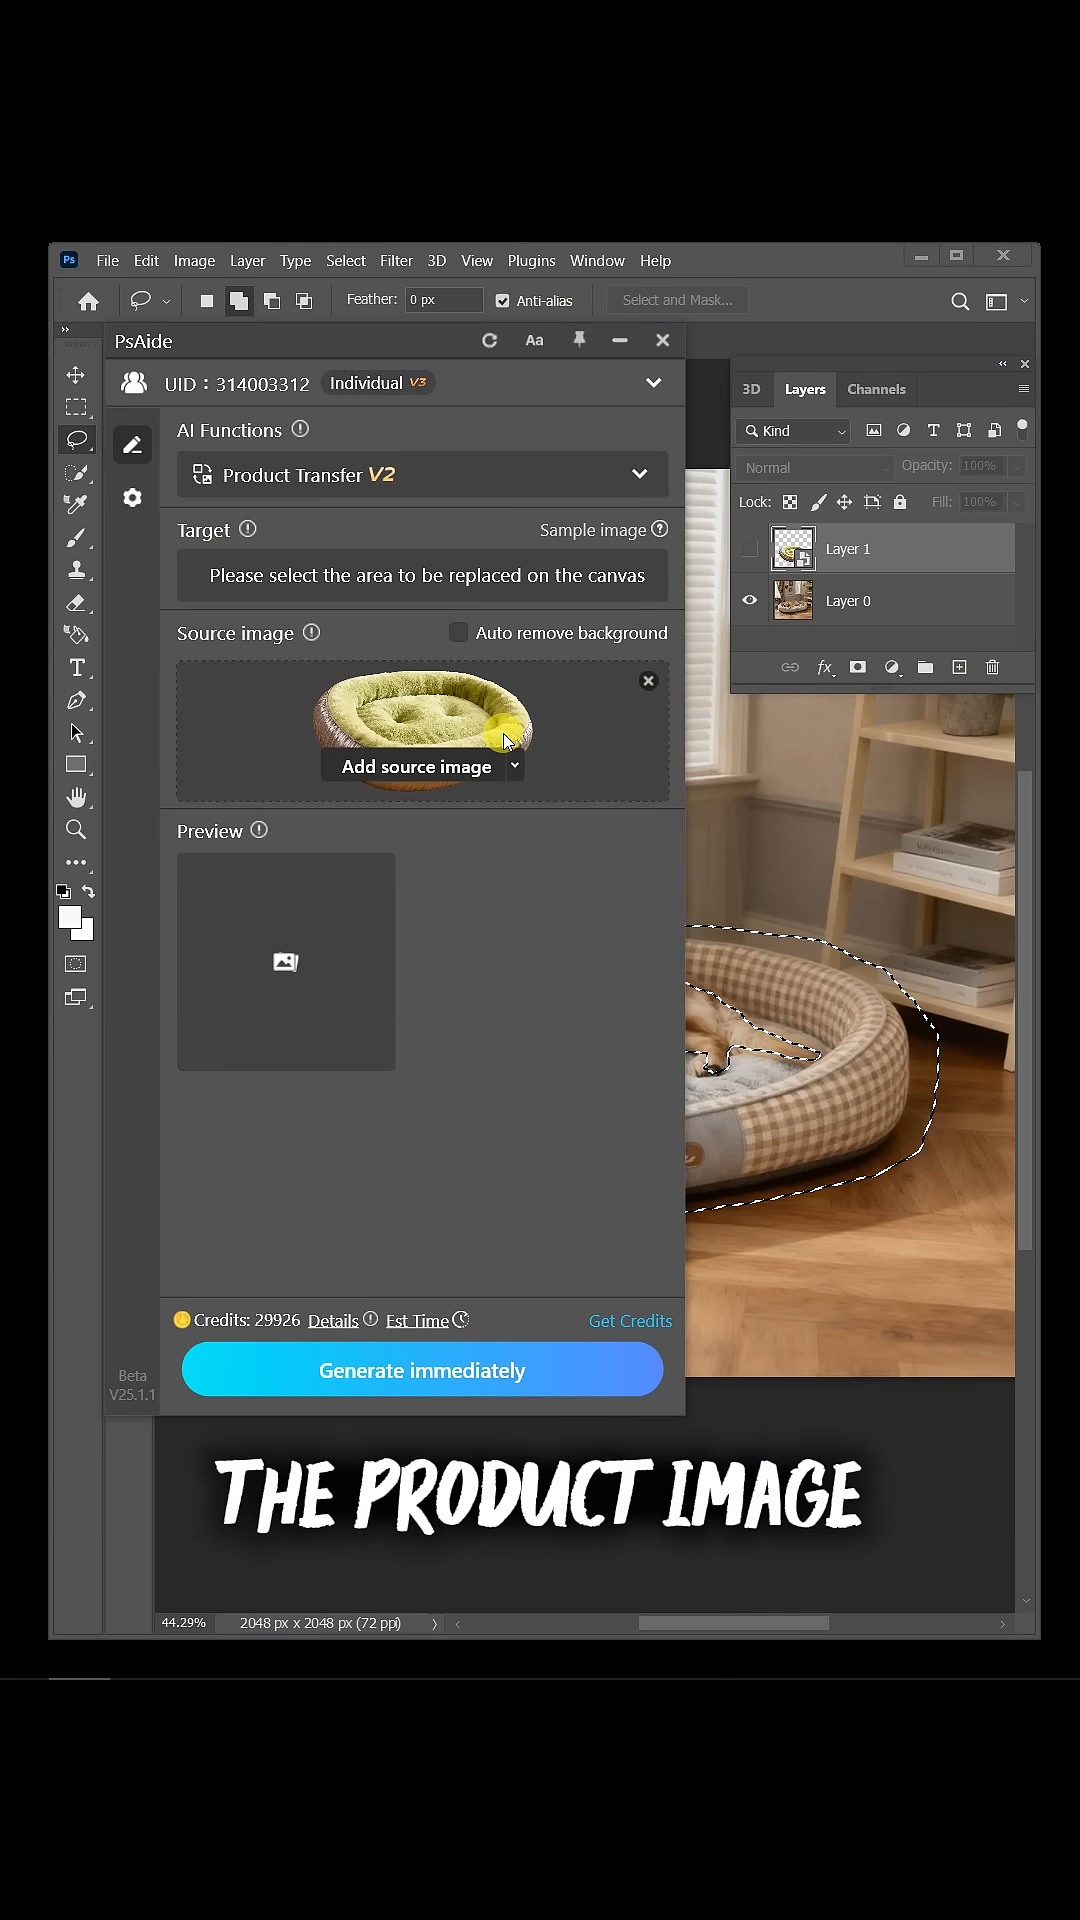 Ps File Edit Image Layer Type Select Filter 3D View Plugins Window Help
Feather: 0 px Anti-alias Select and Mask...
PsAide Aa
UID：314003312 Individual V3
3D Layers Channels
AI Functions
Kind
Product Transfer V2
Normal Opacity: 100%
Lock: Fill: 100%
Target Sample image
Layer 1
Please select the area to be replaced on the canvas
Layer 0
Source image Auto remove background
fx
Add source image
Preview
Credits: 29926 Details Est Time Get Credits
Generate immediately
Beta
V25.1.1
THE PRODUCT IMAGE
44.29% 2048 px x 2048 px (72 ppi)